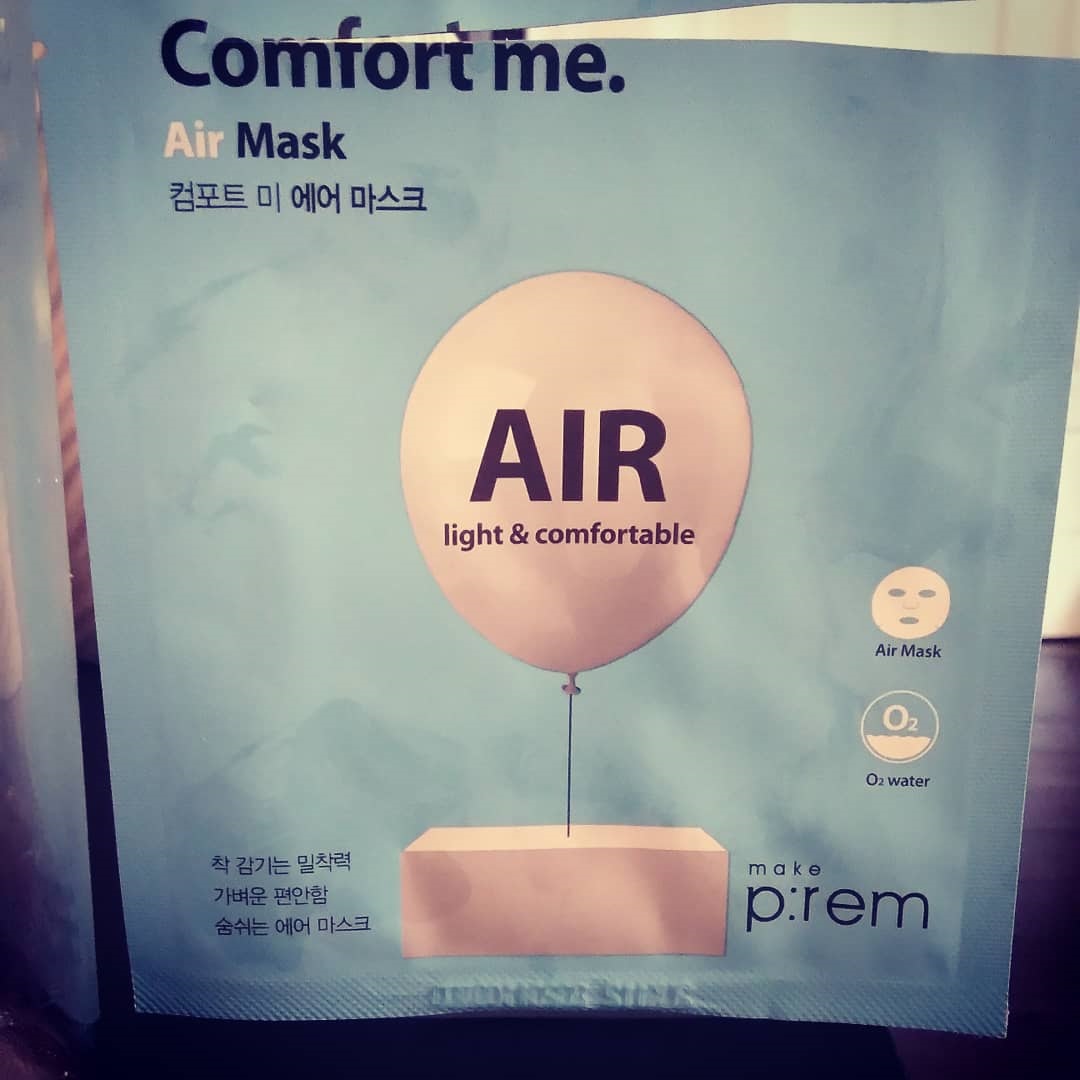 Comfort me.
Air Mask
컴포트 미 에어 마스크
AIR
light & comfortable
Air Mask
O₂
O₂ water
착 감기는 밀착력
가벼운 편안함
숨쉬는 에어 마스크
make
p:rem